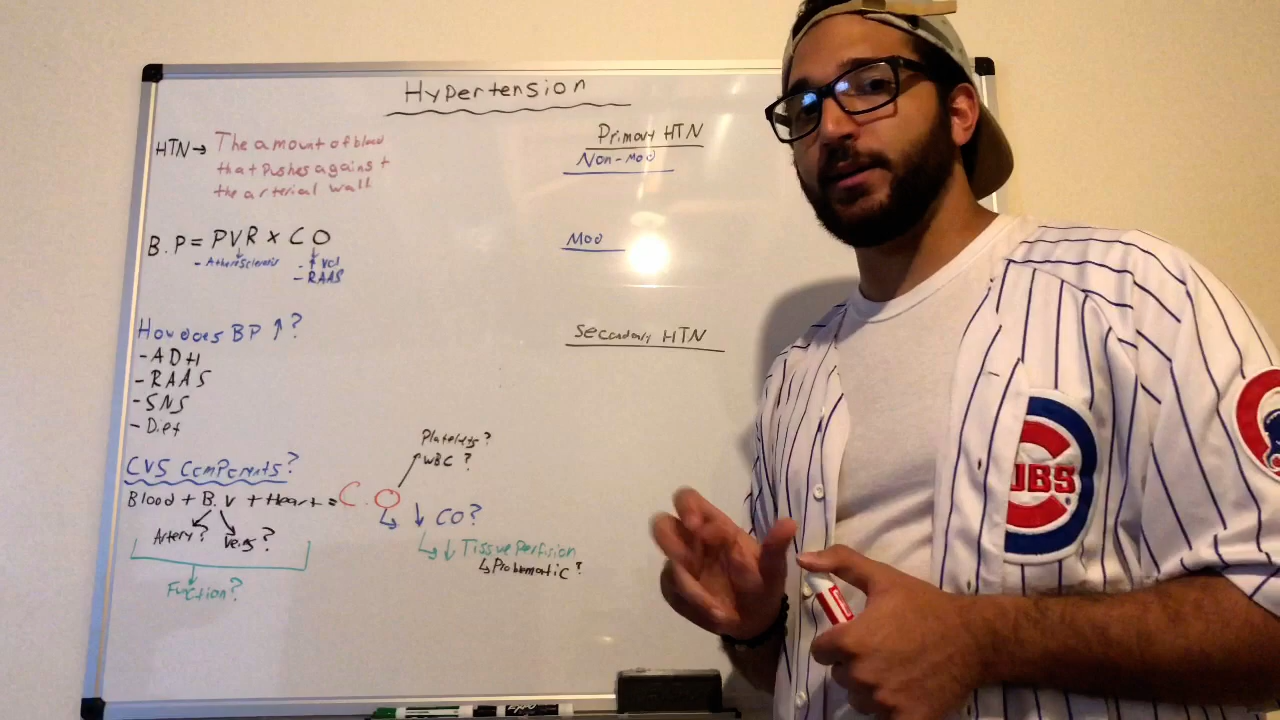 Hypertension
HTN → The amount of blood
that pushes against
the arterial wall
B.P = PVR x CO
- Atherosclerosis
- ↑ Vol
- RAAS
How does BP ↑?
- ADH
- RAAS
- SNS
- Diet
CVS Components?
Blood + B.V + Heart = C.O
Artery? Veins?
Function?
Platelets?
WBC?
↓ CO?
↓ Tissue Perfusion
Problematic?
Primary HTN
Non-Mod
Mod
Secondary HTN
CUBS